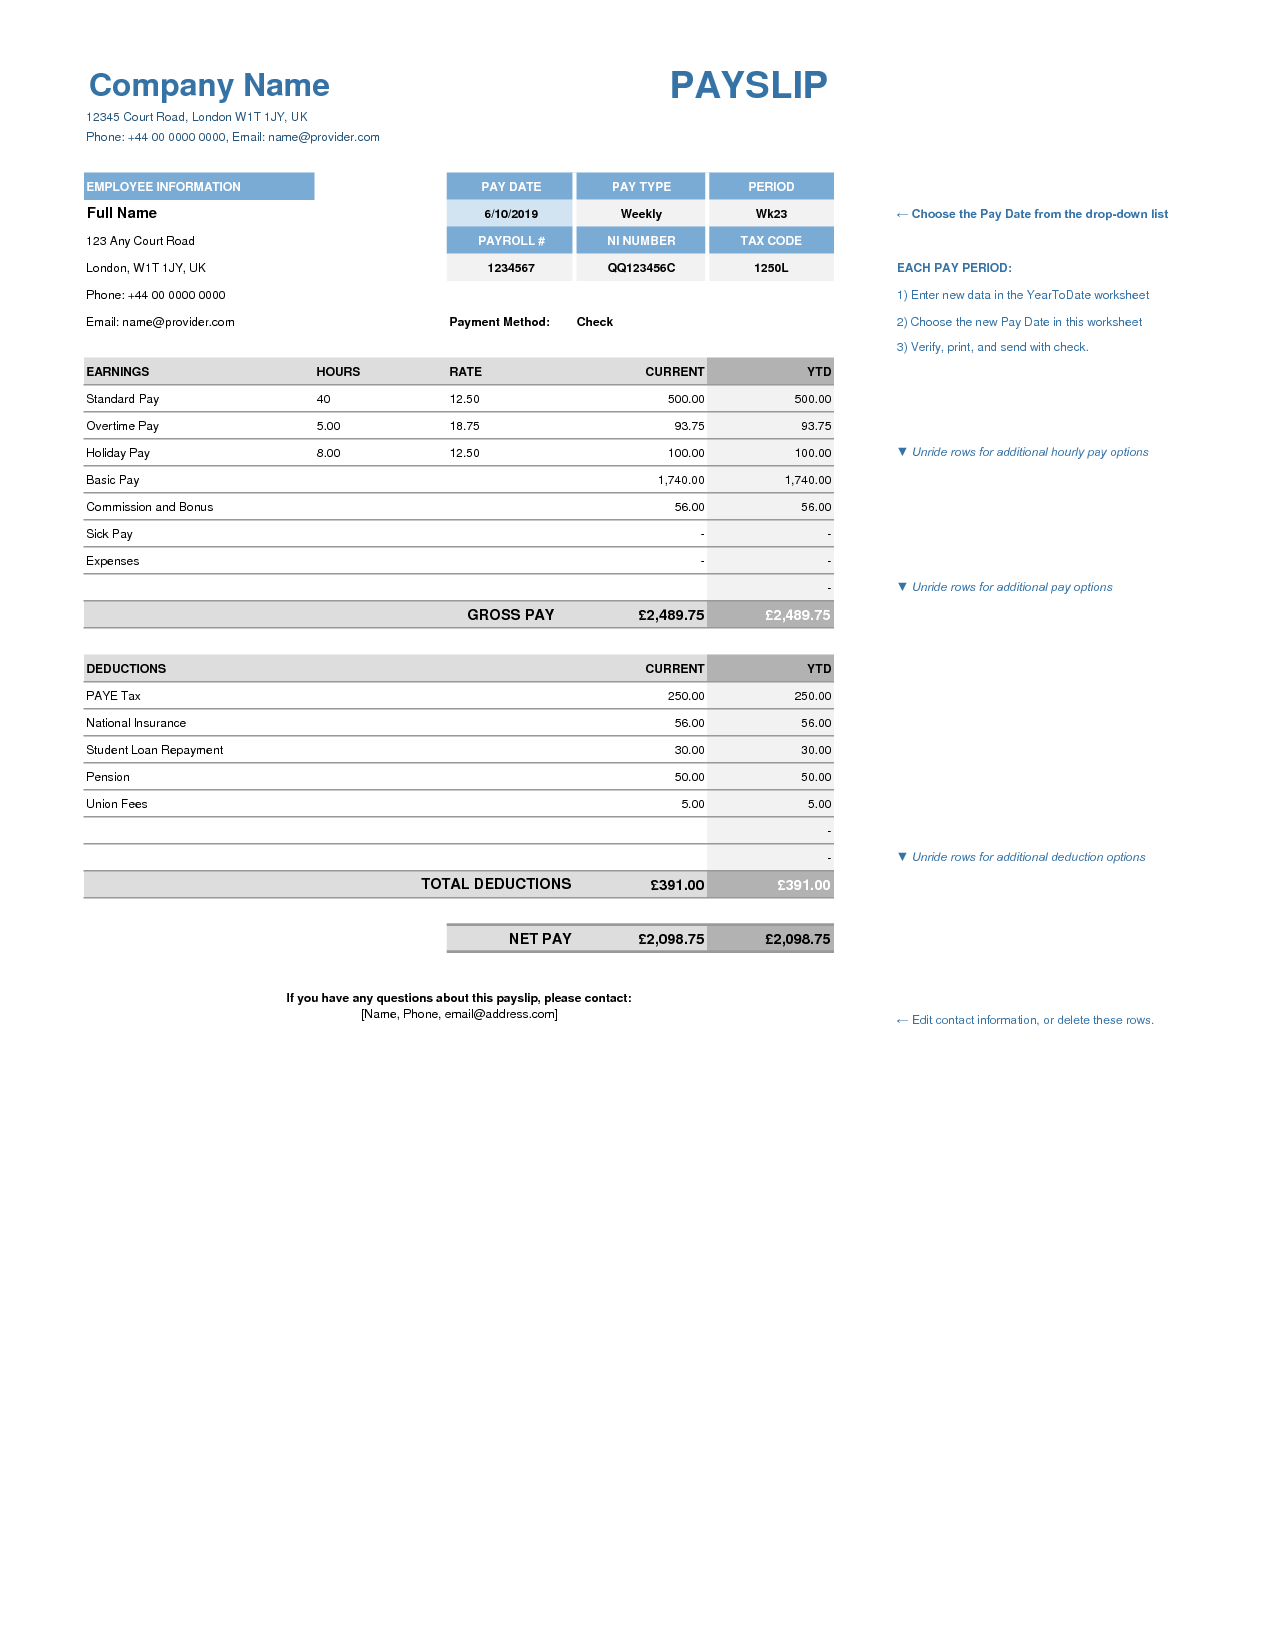 Company Name
PAYSLIP
12345 Court Road, London W1T 1JY, UK
Phone: +44 00 0000 0000, Email: name@provider.com
EMPLOYEE INFORMATION PAY DATE PAY TYPE PERIOD
Full Name 6/10/2019 Weekly Wk23 ← Choose the Pay Date from the drop-down list
123 Any Court Road PAYROLL # NI NUMBER TAX CODE
London, W1T 1JY, UK 1234567 QQ123456C 1250L EACH PAY PERIOD:
Phone: +44 00 0000 0000 1) Enter new data in the YearToDate worksheet
Email: name@provider.com Payment Method: Check 2) Choose the new Pay Date in this worksheet
3) Verify, print, and send with check.
EARNINGS HOURS RATE CURRENT YTD
Standard Pay 40 12.50 500.00 500.00
Overtime Pay 5.00 18.75 93.75 93.75
Holiday Pay 8.00 12.50 100.00 100.00 ▼ Unride rows for additional hourly pay options
Basic Pay 1,740.00 1,740.00
Commission and Bonus 56.00 56.00
Sick Pay - -
Expenses - -
- ▼ Unride rows for additional pay options
GROSS PAY £2,489.75 £2,489.75
DEDUCTIONS CURRENT YTD
PAYE Tax 250.00 250.00
National Insurance 56.00 56.00
Student Loan Repayment 30.00 30.00
Pension 50.00 50.00
Union Fees 5.00 5.00
-
- ▼ Unride rows for additional deduction options
TOTAL DEDUCTIONS £391.00 £391.00
NET PAY £2,098.75 £2,098.75
If you have any questions about this payslip, please contact:
[Name, Phone, email@address.com]
← Edit contact information, or delete these rows.